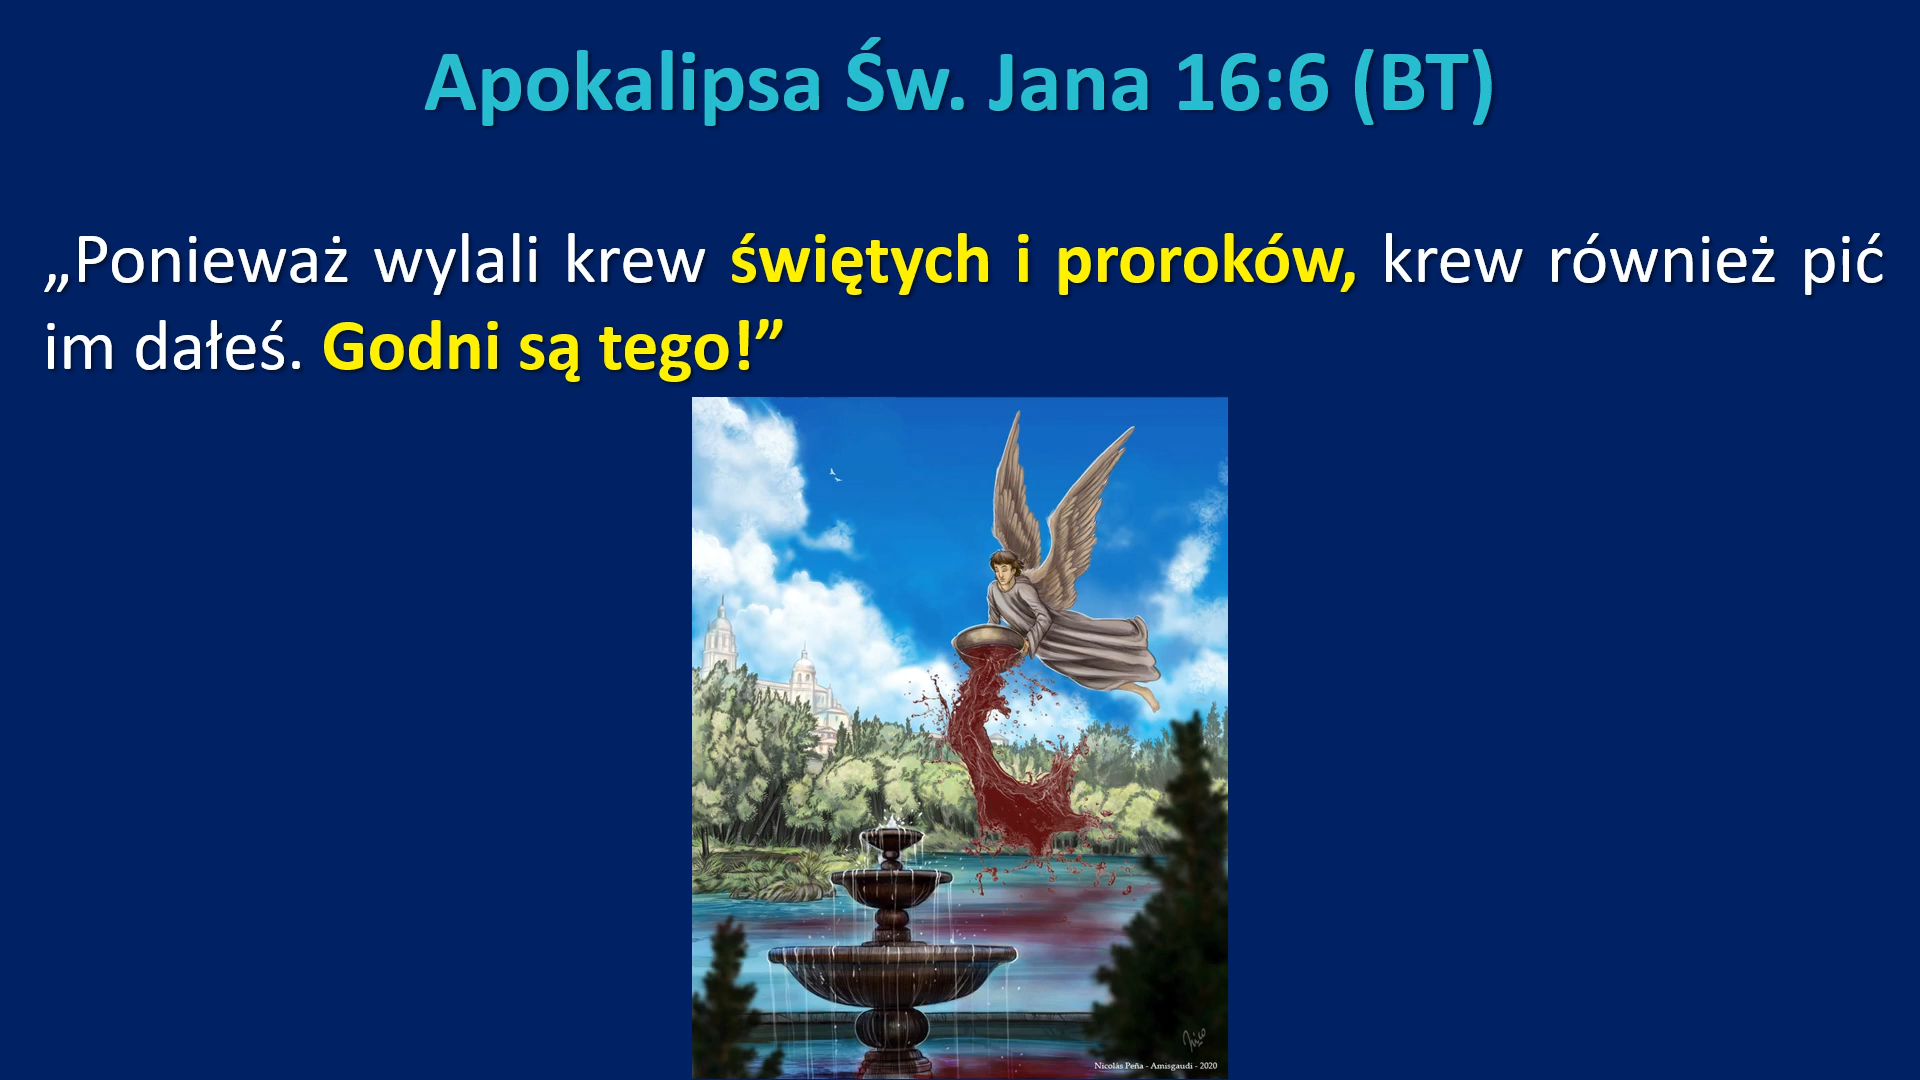 Apokalipsa Św. Jana 16:6 (BT)
„Ponieważ wylali krew świętych i proroków, krew również pić
im dałeś. Godni są tego!”
Nico
Nicolás Peña - Amisgaudi - 2020